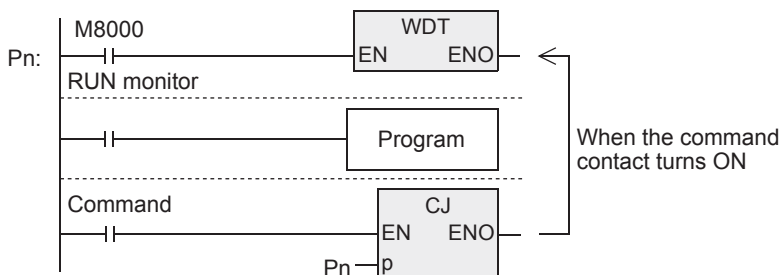 M8000
WDT
Pn:
EN ENO
RUN monitor
Program
When the command
contact turns ON
Command
CJ
EN ENO
Pn p